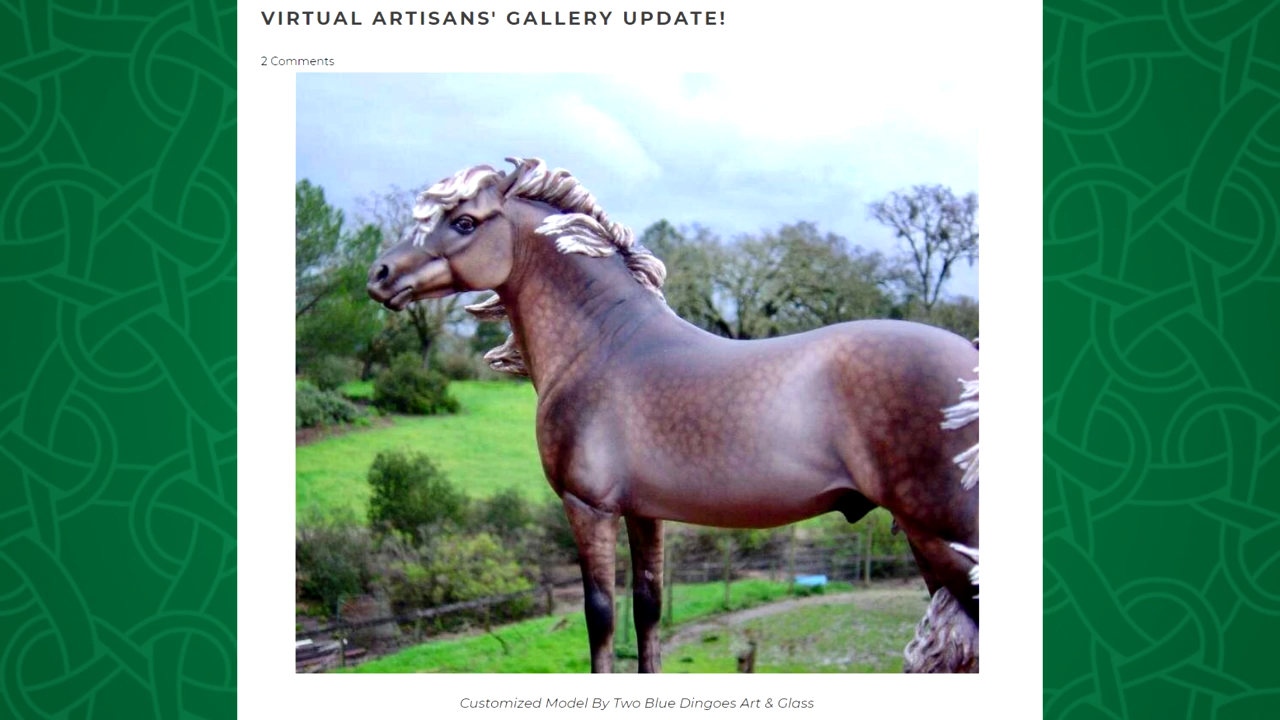 VIRTUAL ARTISANS' GALLERY UPDATE!
2 Comments
Customized Model By Two Blue Dingoes Art & Glass